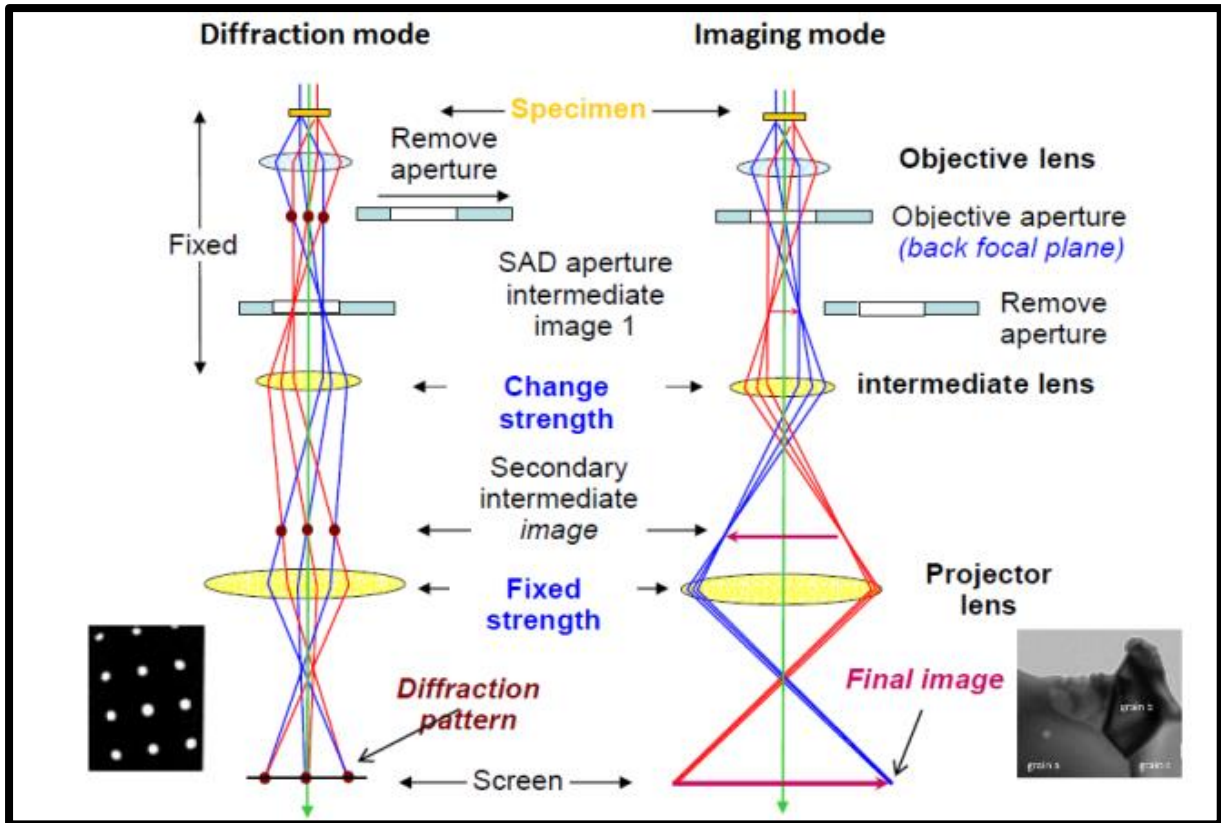 Diffraction mode
Imaging mode
Specimen
Remove
aperture
Objective lens
Fixed
Objective aperture
(back focal plane)
SAD aperture
intermediate
image 1
Remove
aperture
Change
strength
intermediate lens
Secondary
intermediate
image
Fixed
strength
Projector
lens
Diffraction
pattern
Final image
Screen
grain s